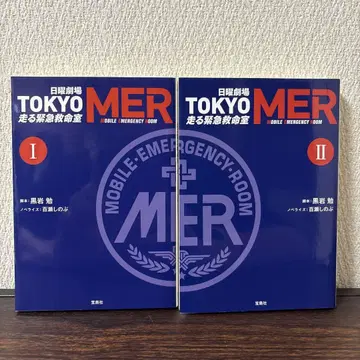 日曜劇場
TOKYO MER
走る緊急救命室 MOBILE EMERGENCY ROOM
I
脚本:黒岩 勉
ノベライズ:百瀬しのぶ
MOBILE・EMERGENCY・ROOM
MER
宝島社
日曜劇場
TOKYO MER
走る緊急救命室 MOBILE EMERGENCY ROOM
II
脚本:黒岩 勉
ノベライズ:百瀬しのぶ
宝島社